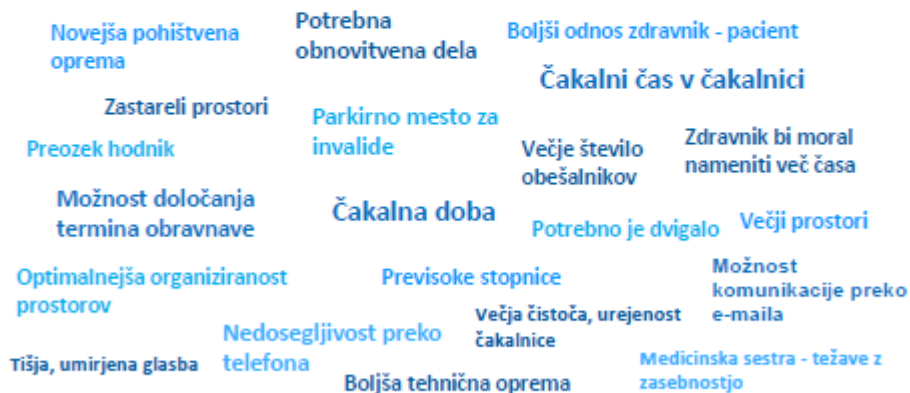 Novejša pohištvena
oprema
Potrebna
obnovitvena dela
Boljši odnos zdravnik - pacient
Čakalni čas v čakalnici
Zastareli prostori
Parkirno mesto za
invalide
Preozek hodnik
Večje število
obešalnikov
Zdravnik bi moral
nameniti več časa
Možnost določanja
termina obravnave
Čakalna doba
Potrebno je dvigalo
Večji prostori
Optimalnejša organiziranost
prostorov
Previsoke stopnice
Možnost
komunikacije preko
e-maila
Večja čistoča, urejenost
čakalnice
Nedosegljivost preko
telefona
Tišja, umirjena glasba
Boljša tehnična oprema
Medicinska sestra - težave z
zasebnostjo